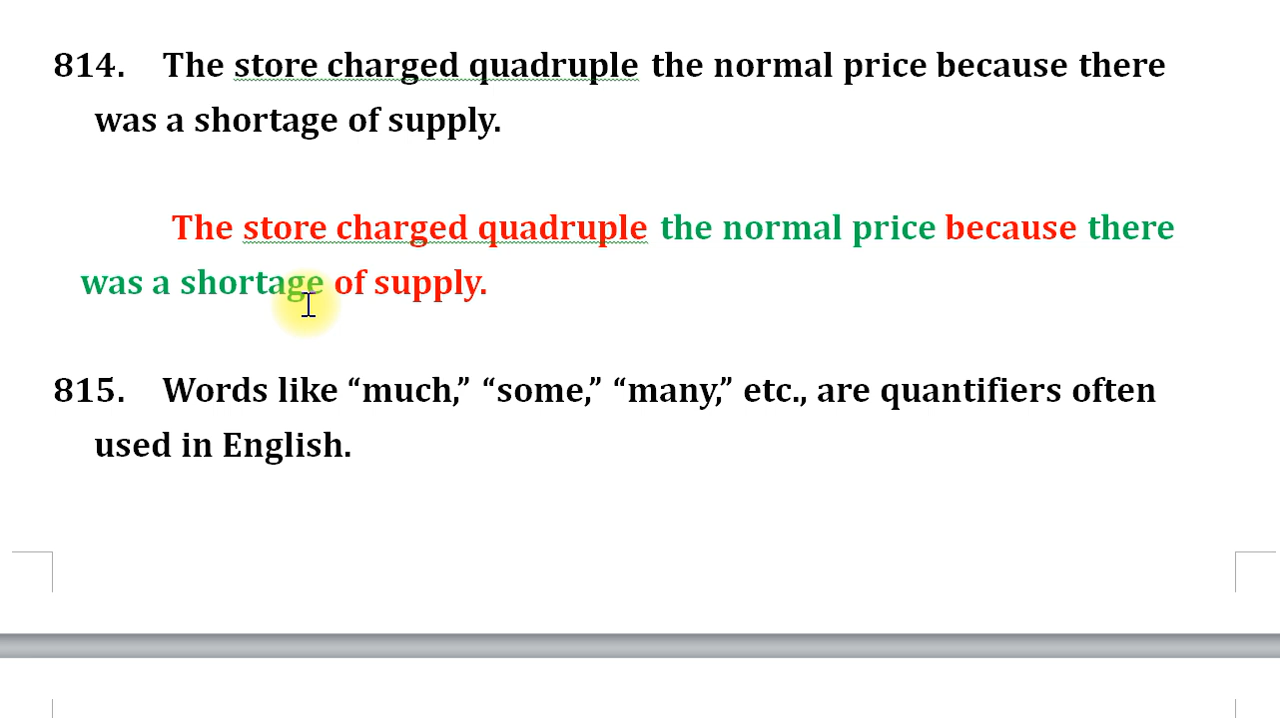 814. The store charged quadruple the normal price because there
was a shortage of supply.
The store charged quadruple the normal price because there
was a shortage of supply.
815. Words like “much,” “some,” “many,” etc., are quantifiers often
used in English.